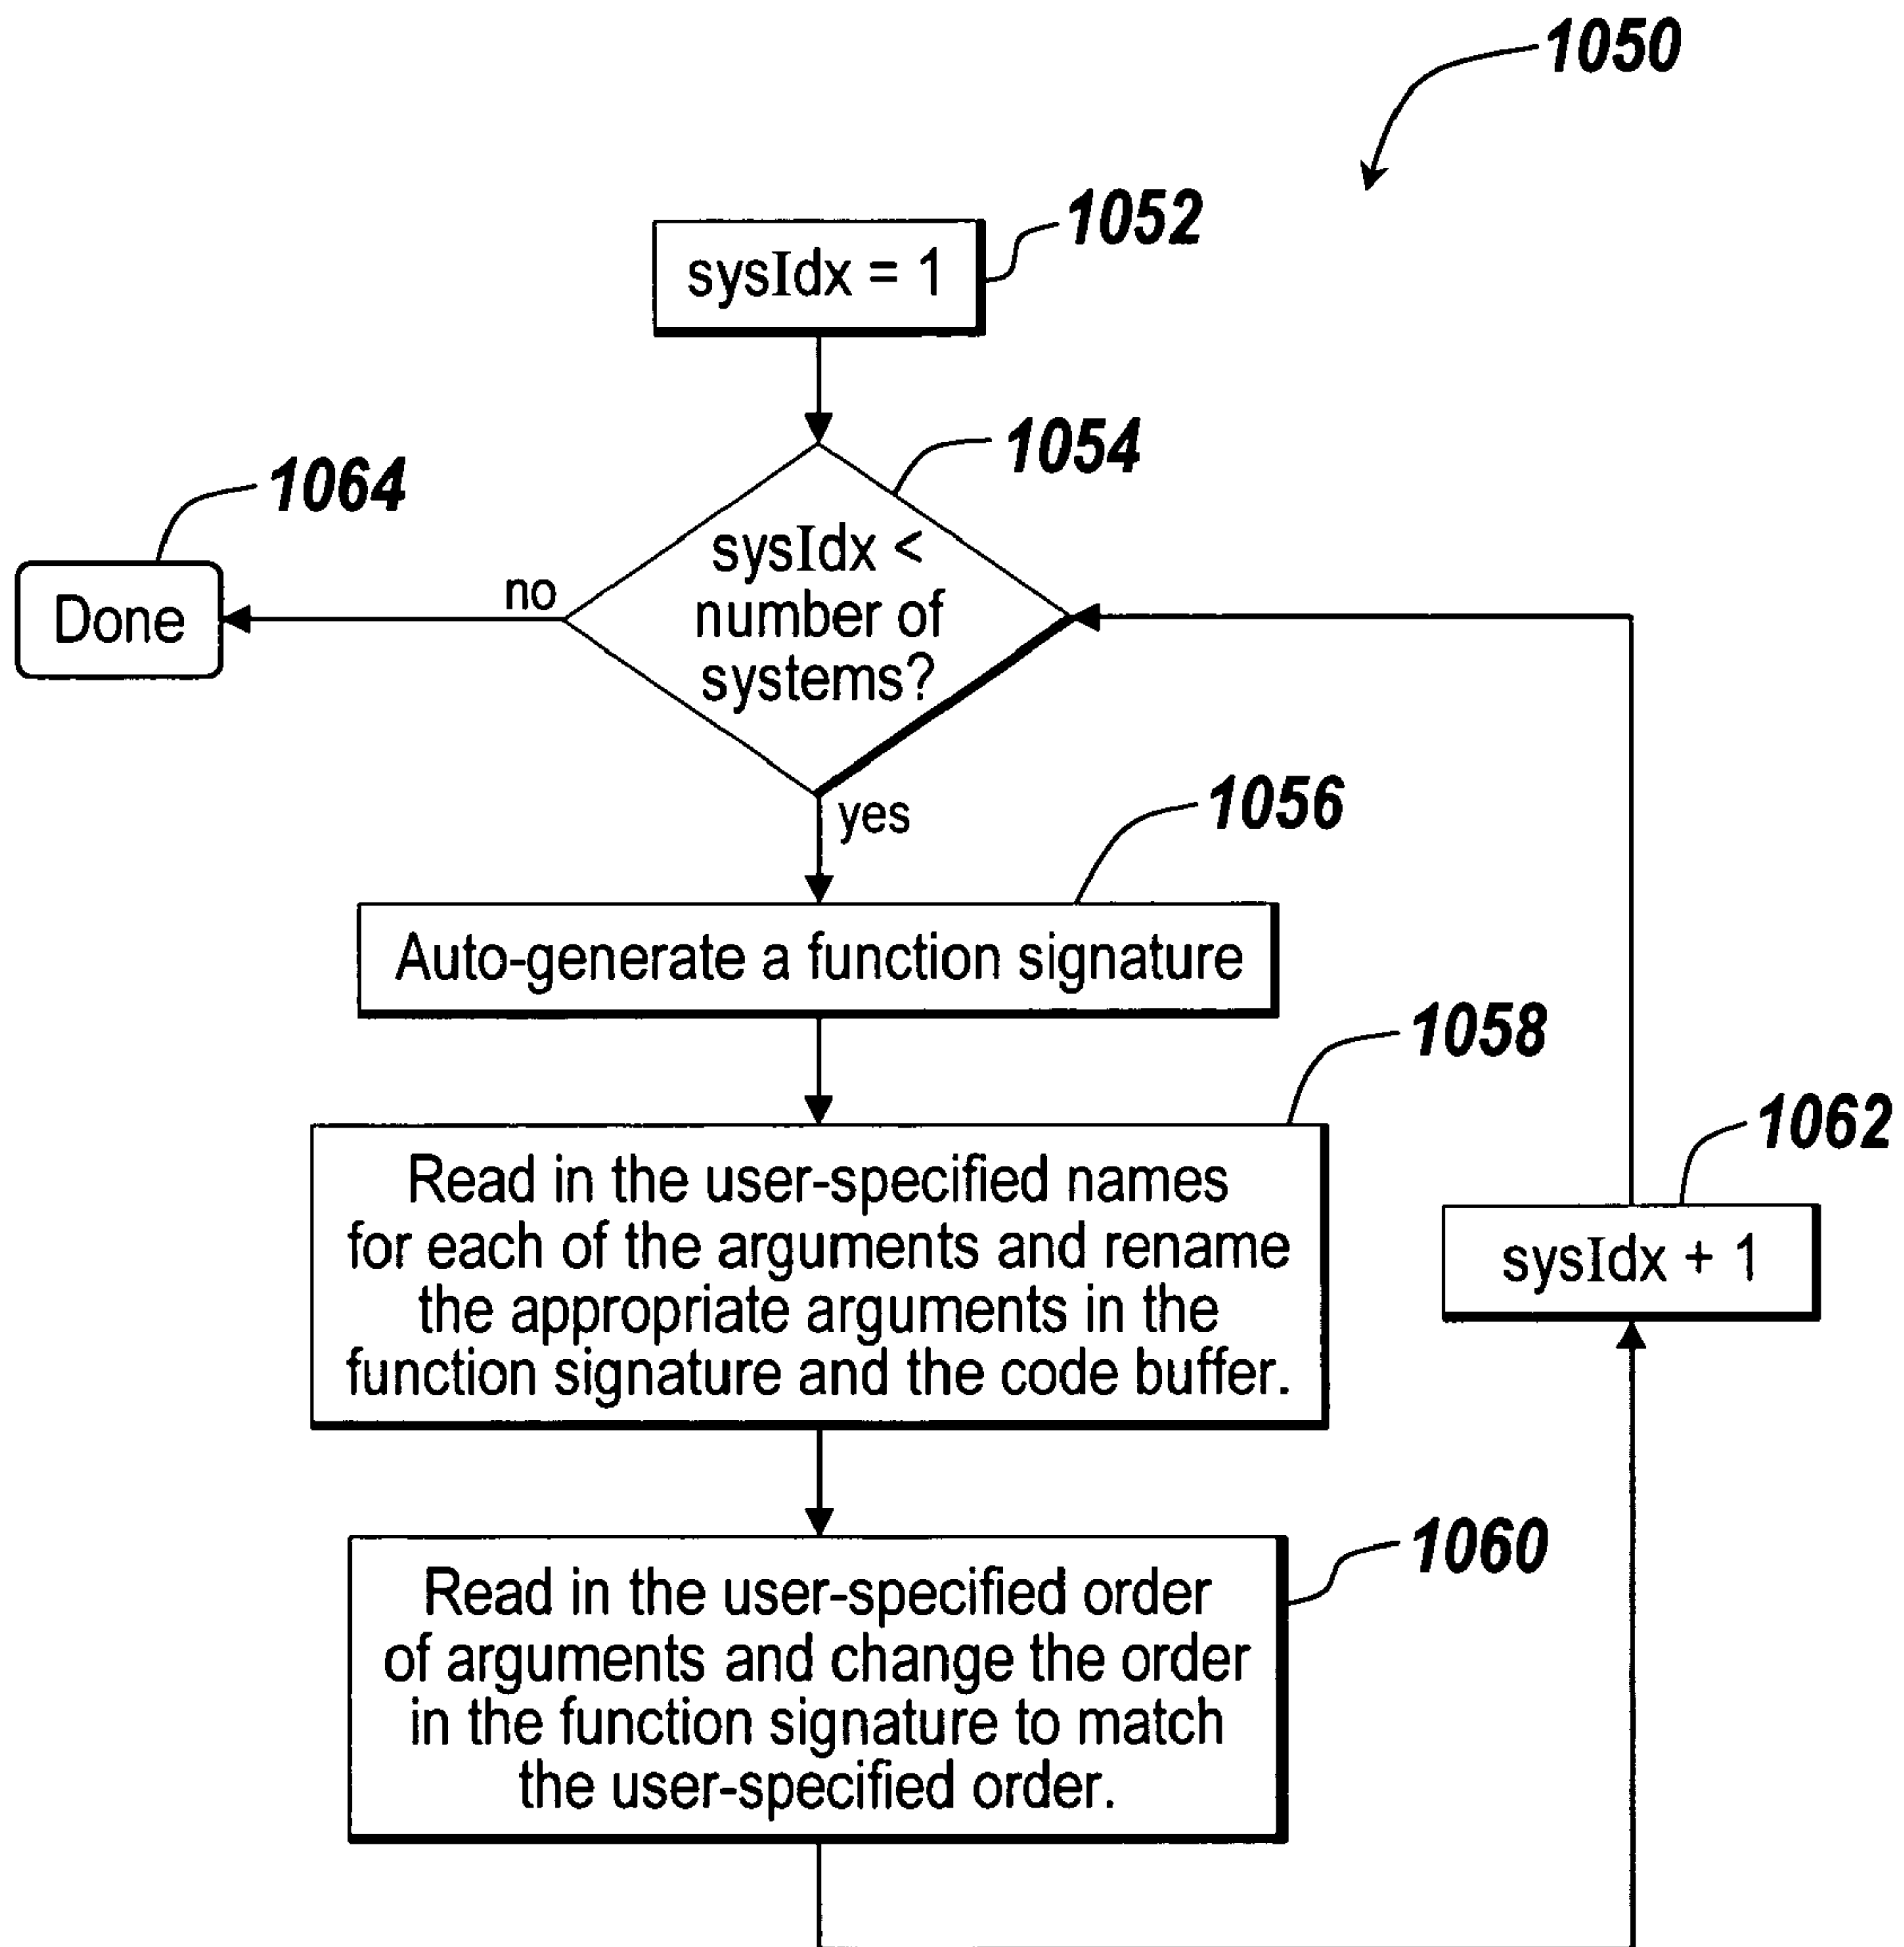 1050
1052
sysIdx = 1
1054
1064
sysIdx <
number of
systems?
no
Done
yes
1056
Auto-generate a function signature
1058
Read in the user-specified names
for each of the arguments and rename
the appropriate arguments in the
function signature and the code buffer.
1062
sysIdx + 1
1060
Read in the user-specified order
of arguments and change the order
in the function signature to match
the user-specified order.